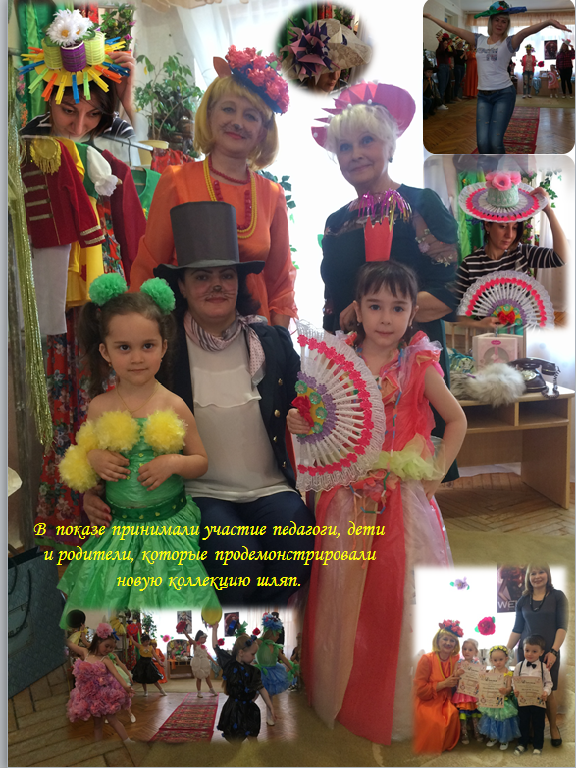 В показе принимали участие педагоги, дети
и родители, которые продемонстрировали
новую коллекцию шляп.